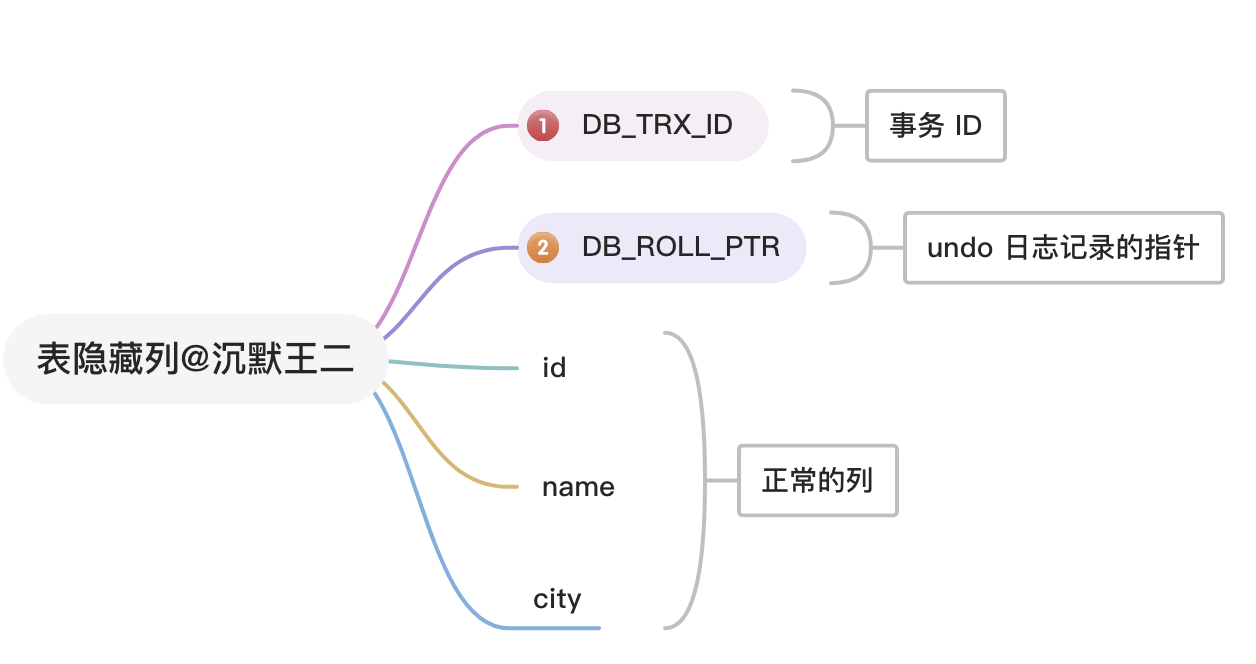 1 DB_TRX_ID
事务 ID
2 DB_ROLL_PTR
undo 日志记录的指针
表隐藏列@沉默王二
id
name
正常的列
city